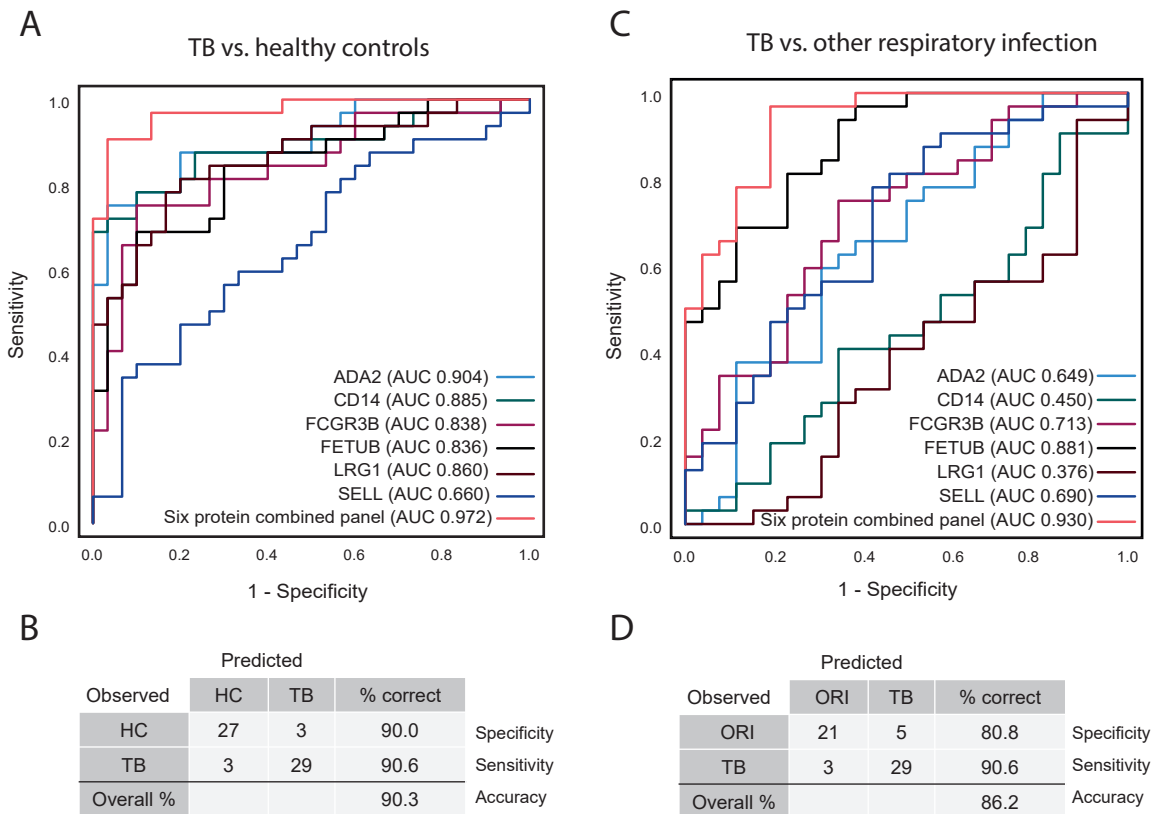 A
TB vs. healthy controls
1.0
0.8
0.6
0.4
0.2
0.0
Sensitivity
ADA2 (AUC 0.904)
CD14 (AUC 0.885)
FCGR3B (AUC 0.838)
FETUB (AUC 0.836)
LRG1 (AUC 0.860)
SELL (AUC 0.660)
Six protein combined panel (AUC 0.972)
0.0 0.2 0.4 0.6 0.8 1.0
1 - Specificity
B
Predicted
Observed HC TB % correct
HC 27 3 90.0 Specificity
TB 3 29 90.6 Sensitivity
Overall % 90.3 Accuracy
C
TB vs. other respiratory infection
1.0
0.8
0.6
0.4
0.2
0.0
Sensitivity
ADA2 (AUC 0.649)
CD14 (AUC 0.450)
FCGR3B (AUC 0.713)
FETUB (AUC 0.881)
LRG1 (AUC 0.376)
SELL (AUC 0.690)
Six protein combined panel (AUC 0.930)
0.0 0.2 0.4 0.6 0.8 1.0
1 - Specificity
D
Predicted
Observed ORI TB % correct
ORI 21 5 80.8 Specificity
TB 3 29 90.6 Sensitivity
Overall % 86.2 Accuracy